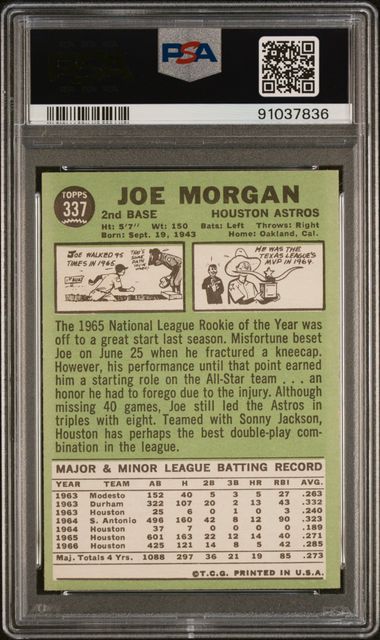 PSA
91037836
TOPPS
337
JOE MORGAN
2nd BASE HOUSTON ASTROS
Ht: 5'7" Wt: 150 Bats: Left Throws: Right
Born: Sept. 19, 1943 Home: Oakland, Cal.
JOE WALKED 95
TIMES IN 1965
THAT'S
SOME
HE WAS THE
TEXAS LEAGUE'S
MVP IN 1964.
The 1965 National League Rookie of the Year was
off to a great start last season. Misfortune beset
Joe on June 25 when he fractured a kneecap.
However, his performance until that point earned
him a starting role on the All-Star team . . . an
honor he had to forego due to the injury. Although
missing 40 games, Joe still led the Astros in
triples with eight. Teamed with Sonny Jackson,
Houston has perhaps the best double-play com-
bination in the league.
MAJOR & MINOR LEAGUE BATTING RECORD
YEAR TEAM AB H 2B 3B HR RBI AVG.
1963 Modesto 152 40 5 3 5 27 .263
1963 Durham 322 107 20 2 13 43 .332
1963 Houston 25 6 0 1 0 3 .240
1964 S. Antonio 496 160 42 8 12 90 .323
1964 Houston 37 7 0 0 0 0 .189
1965 Houston 601 163 22 12 14 40 .271
1966 Houston 425 121 14 8 5 42 .285
Maj. Totals 4 Yrs. 1088 297 36 21 19 85 .273
©T.C.G. PRINTED IN U.S.A.